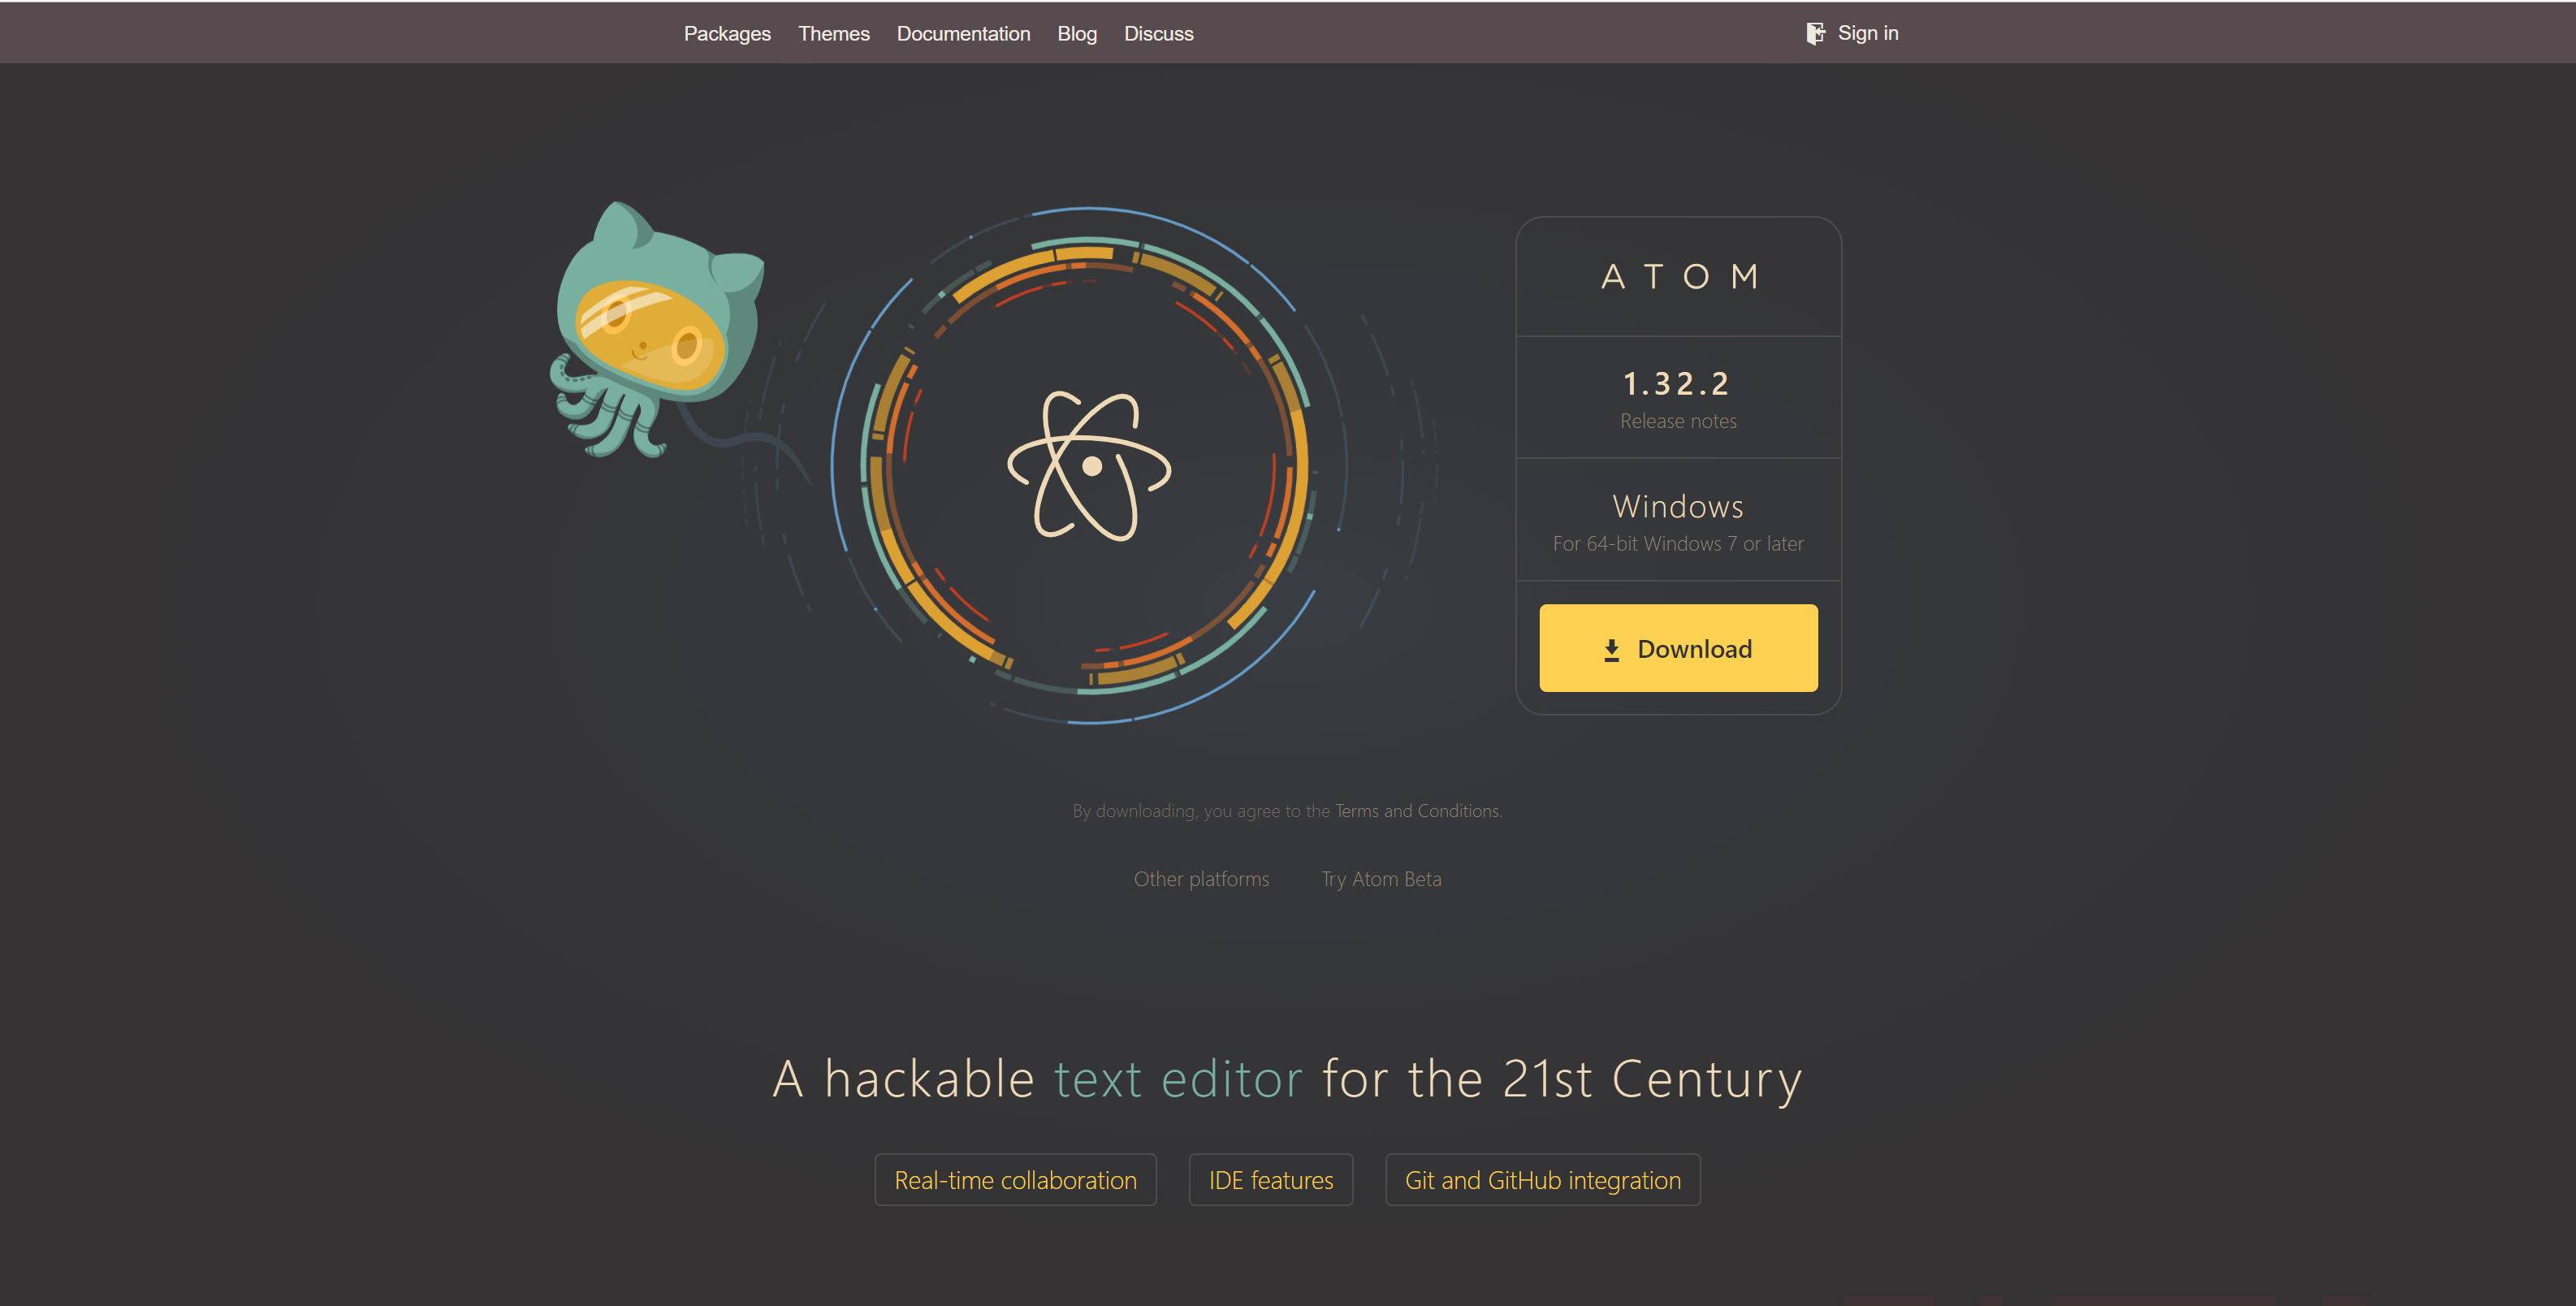 Packages Themes Documentation Blog Discuss Sign in
ATOM
1.32.2
Release notes
Windows
For 64-bit Windows 7 or later
Download
By downloading, you agree to the Terms and Conditions.
Other platforms Try Atom Beta
A hackable text editor for the 21st Century
Real-time collaboration IDE features Git and GitHub integration